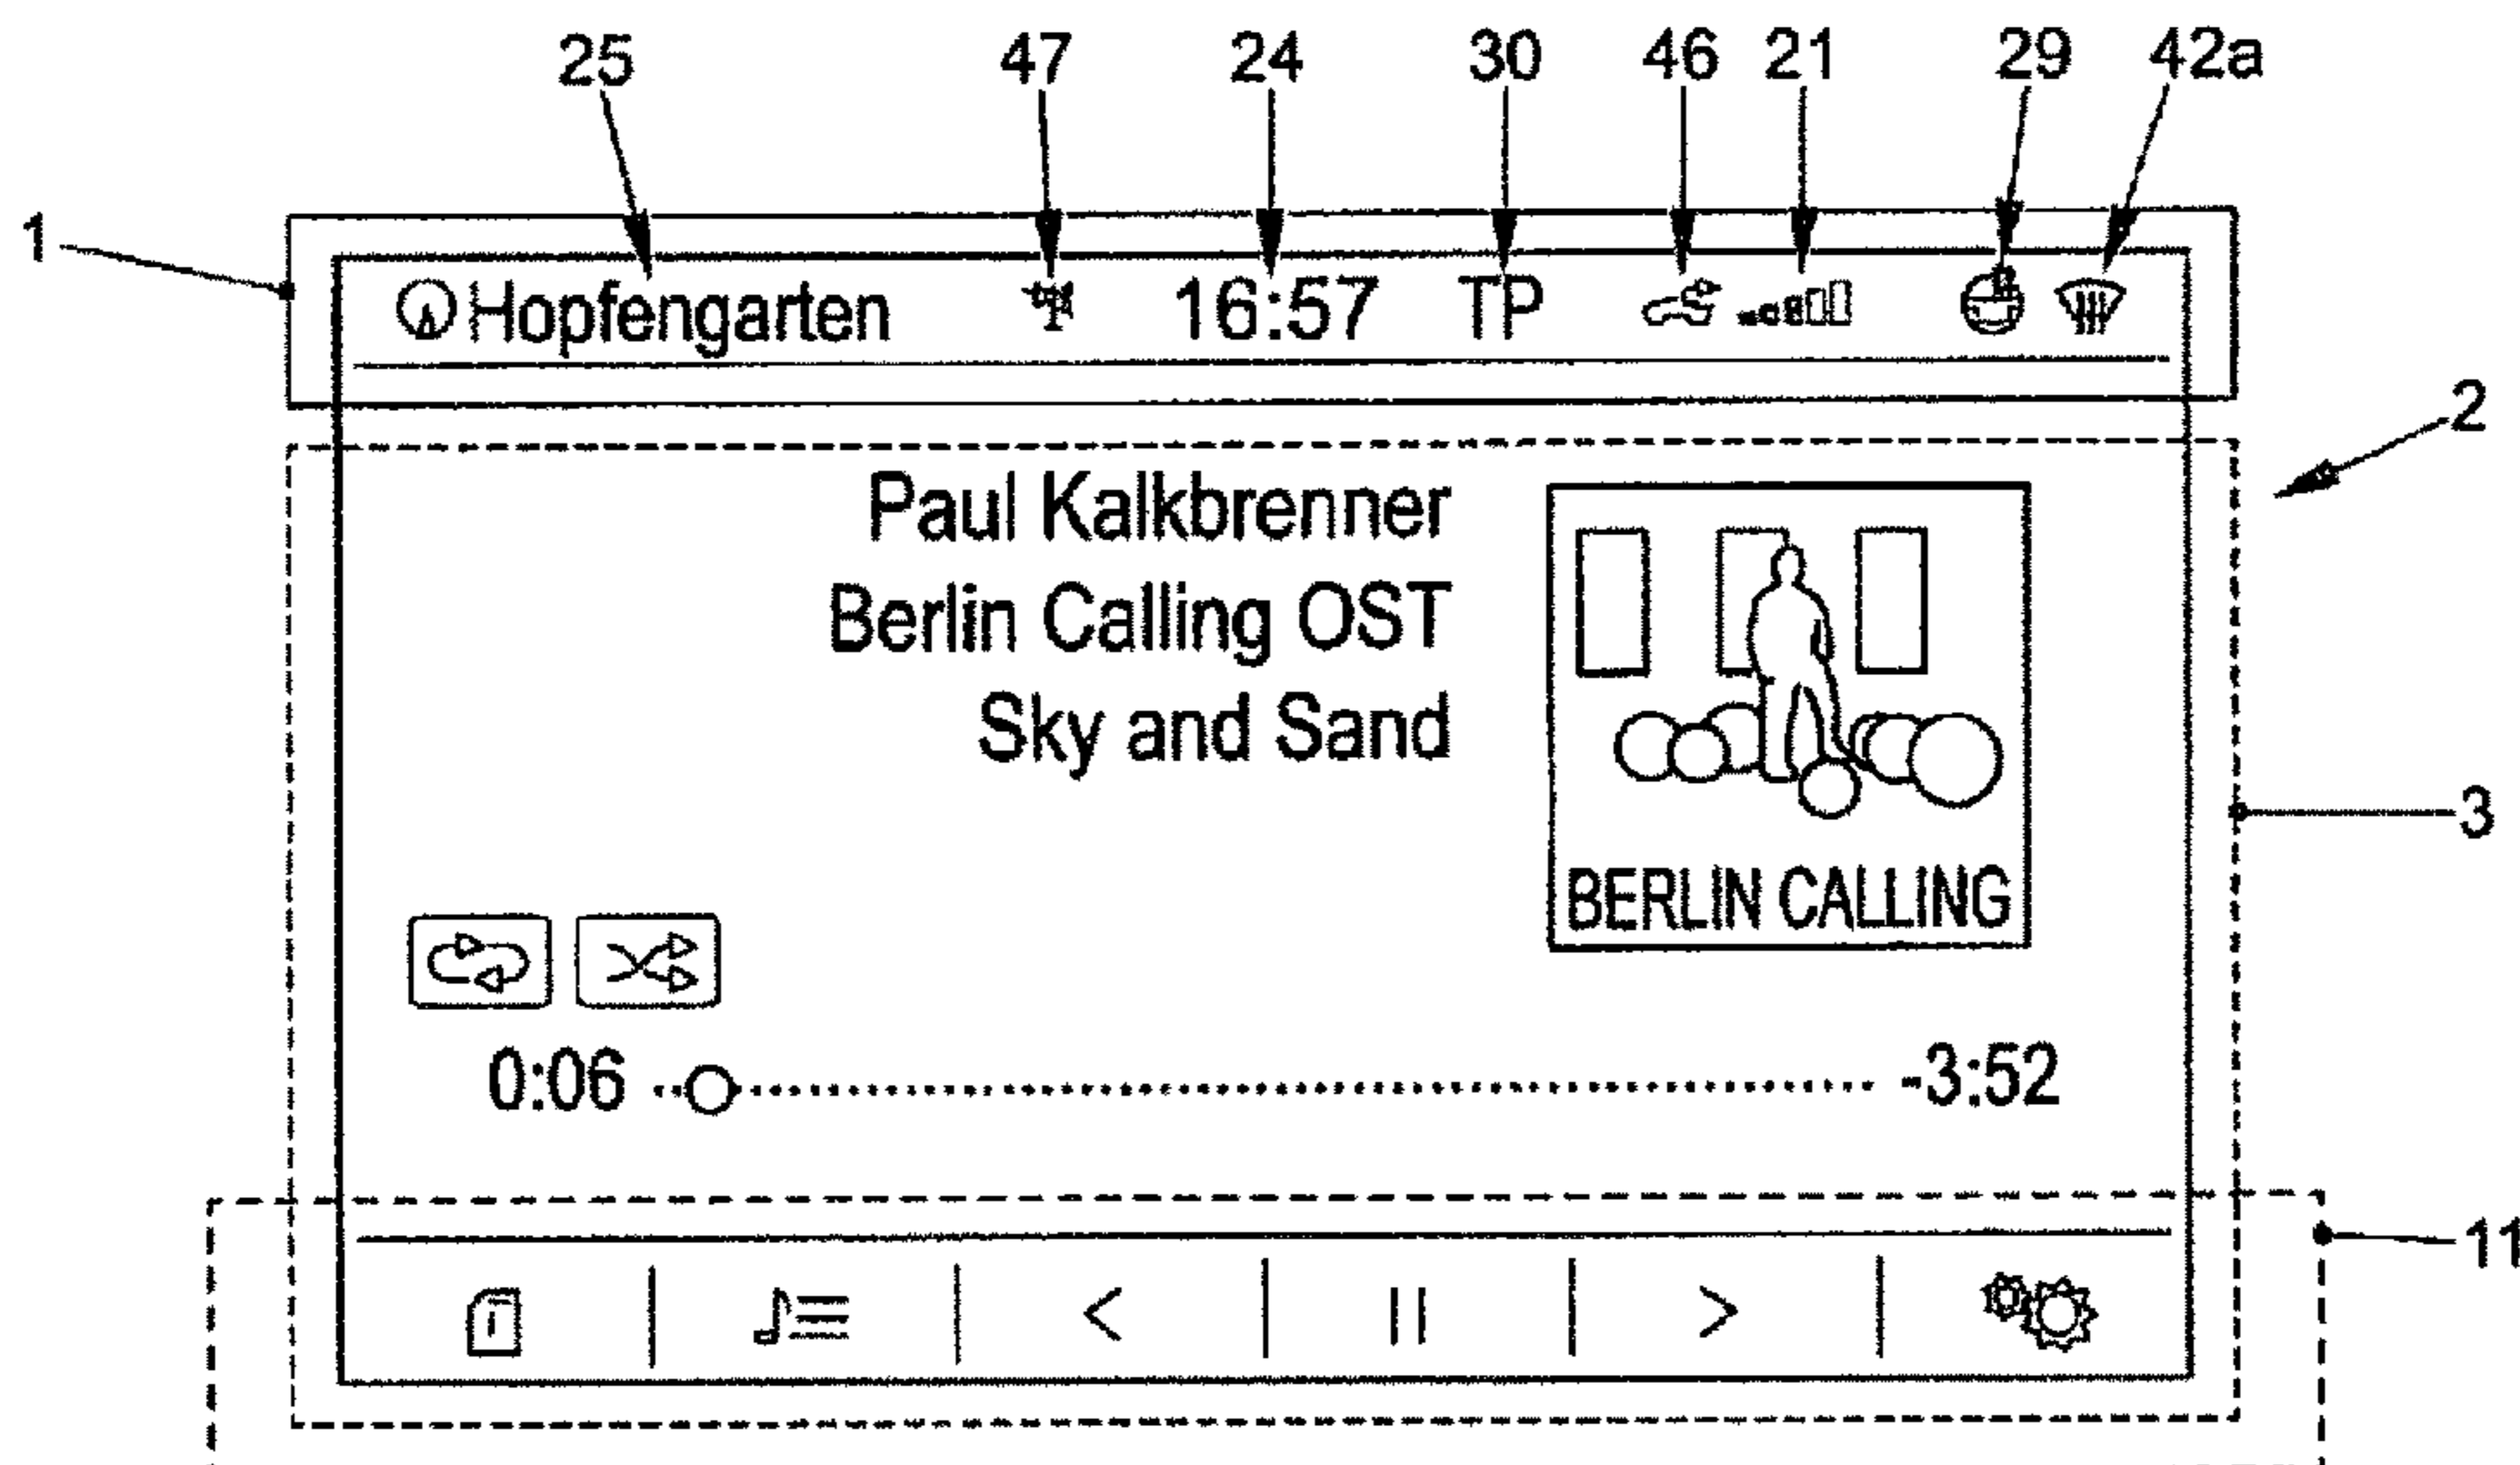 25 47 24 30 46 21 29 42a
1
Hopfengarten 16:57 TP
2
Paul Kalkbrenner
Berlin Calling OST
Sky and Sand
3
BERLIN CALLING
0:06 -3:52
11